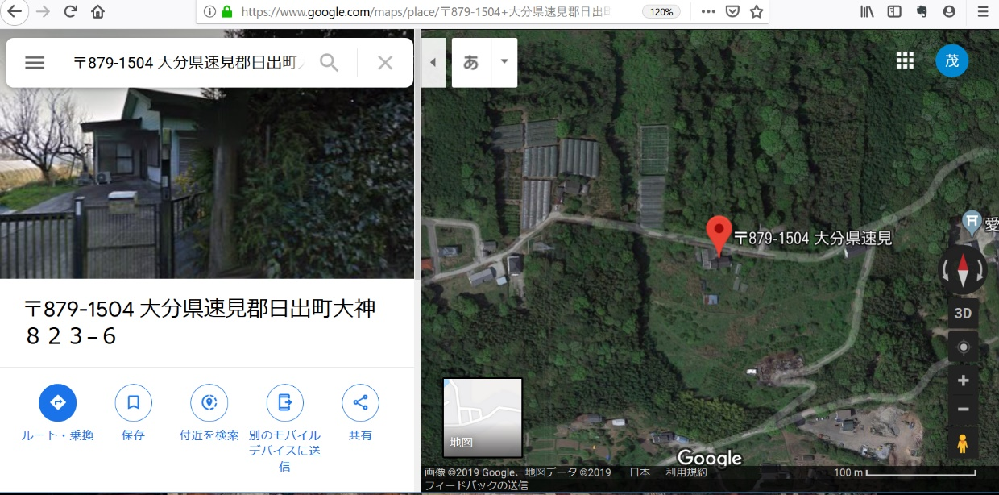 https://www.google.com/maps/place/〒879-1504+大分県速見郡日出
120%
〒879-1504 大分県速見郡日出町
あ
茂
〒879-1504 大分県速見
愛
〒879-1504 大分県速見郡日出町大神
８２３−６
3D
ルート・乗換
保存
付近を検索
別のモバイル
デバイスに送
信
共有
地図
Google
画像 ©2019 Google、地図データ ©2019 日本 利用規約 100 m
フィードバックの送信